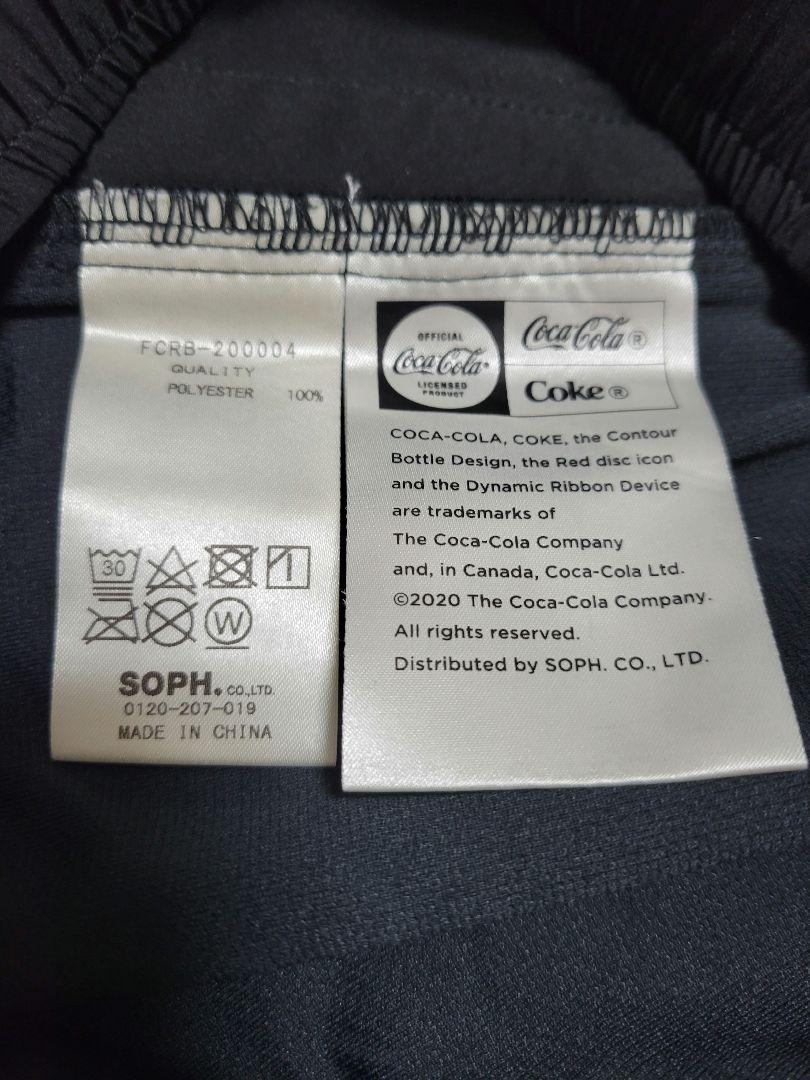 FCRB-200004
QUALITY
POLYESTER 100%
30
W
SOPH. CO.,LTD.
0120-207-019
MADE IN CHINA
OFFICIAL
Coca-Cola
LICENSED
PRODUCT
Coca-Cola®
Coke®
COCA-COLA, COKE, the Contour
Bottle Design, the Red disc icon
and the Dynamic Ribbon Device
are trademarks of
The Coca-Cola Company
and, in Canada, Coca-Cola Ltd.
©2020 The Coca-Cola Company.
All rights reserved.
Distributed by SOPH. CO., LTD.